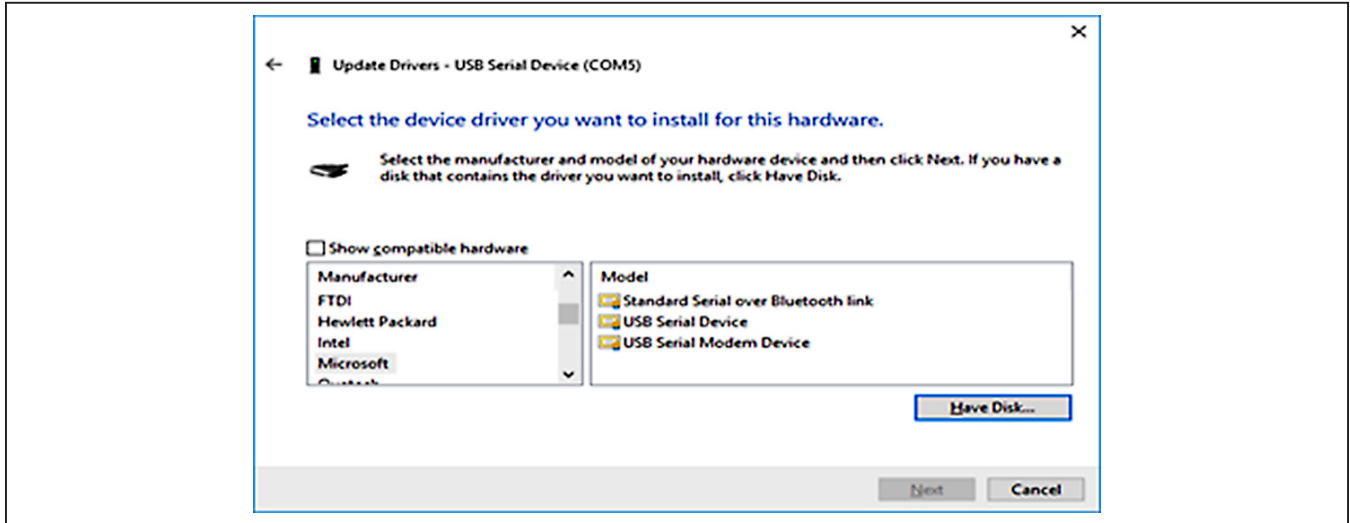 Update Drivers - USB Serial Device (COM5)
Select the device driver you want to install for this hardware.
Select the manufacturer and model of your hardware device and then click Next. If you have a
disk that contains the driver you want to install, click Have Disk.
Show compatible hardware
Manufacturer
FTDI
Hewlett Packard
Intel
Microsoft
Model
Standard Serial over Bluetooth link
USB Serial Device
USB Serial Modem Device
Have Disk...
Next
Cancel